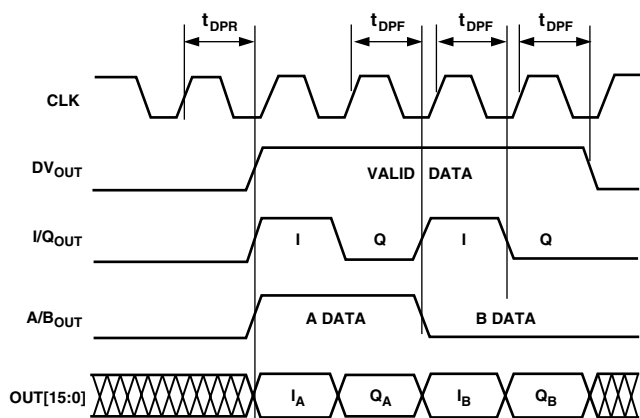 tDPR tDPF tDPF tDPF
CLK
DVOUT VALID DATA
I/QOUT I Q I Q
A/BOUT A DATA B DATA
OUT[15:0] IA QA IB QB